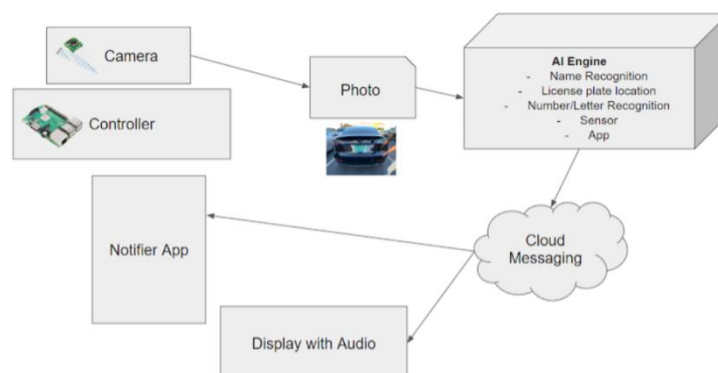 Camera
Controller
Photo
AI Engine
- Name Recognition
- License plate location
- Number/Letter Recognition
- Sensor
- App
Cloud
Messaging
Notifier App
Display with Audio